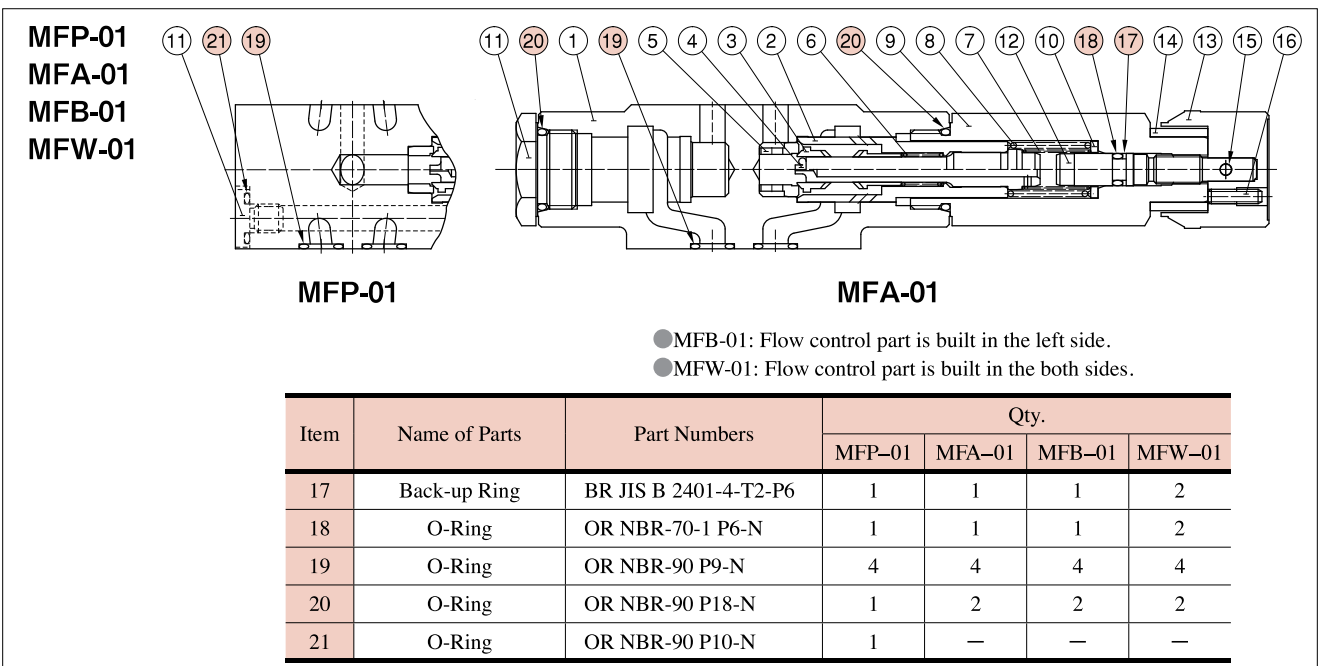 MFP-01
MFA-01
MFB-01
MFW-01
11 21 19
11 20 1 19 5 4 3 2 6 20 9 8 7 12 10 18 17 14 13 15 16
MFP-01
MFA-01
●MFB-01: Flow control part is built in the left side.
●MFW-01: Flow control part is built in the both sides.
Item Name of Parts Part Numbers Qty.
MFP–01 MFA–01 MFB–01 MFW–01
17 Back-up Ring BR JIS B 2401-4-T2-P6 1 1 1 2
18 O-Ring OR NBR-70-1 P6-N 1 1 1 2
19 O-Ring OR NBR-90 P9-N 4 4 4 4
20 O-Ring OR NBR-90 P18-N 1 2 2 2
21 O-Ring OR NBR-90 P10-N 1 — — —